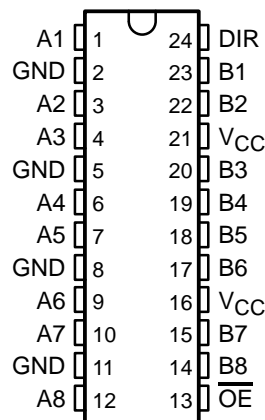 A1 1 24 DIR
GND 2 23 B1
A2 3 22 B2
A3 4 21 VCC
GND 5 20 B3
A4 6 19 B4
A5 7 18 B5
GND 8 17 B6
A6 9 16 VCC
A7 10 15 B7
GND 11 14 B8
A8 12 13 O̅E̅